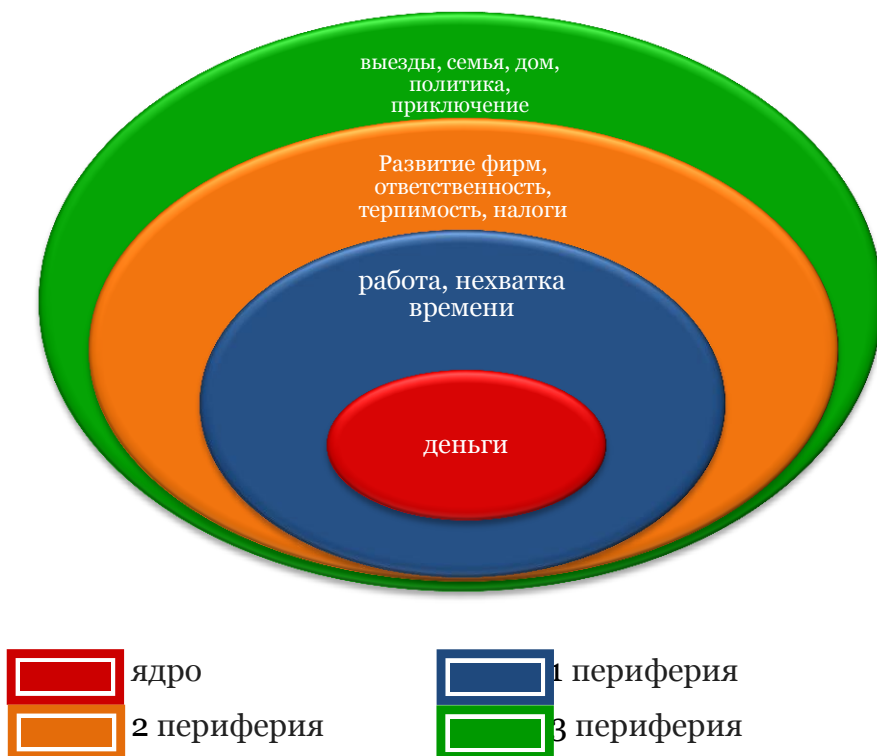 выезды, семья, дом,
политика,
приключение
Развитие фирм,
ответственность,
терпимость, налоги
работа, нехватка
времени
деньги
ядро
1 периферия
2 периферия
3 периферия